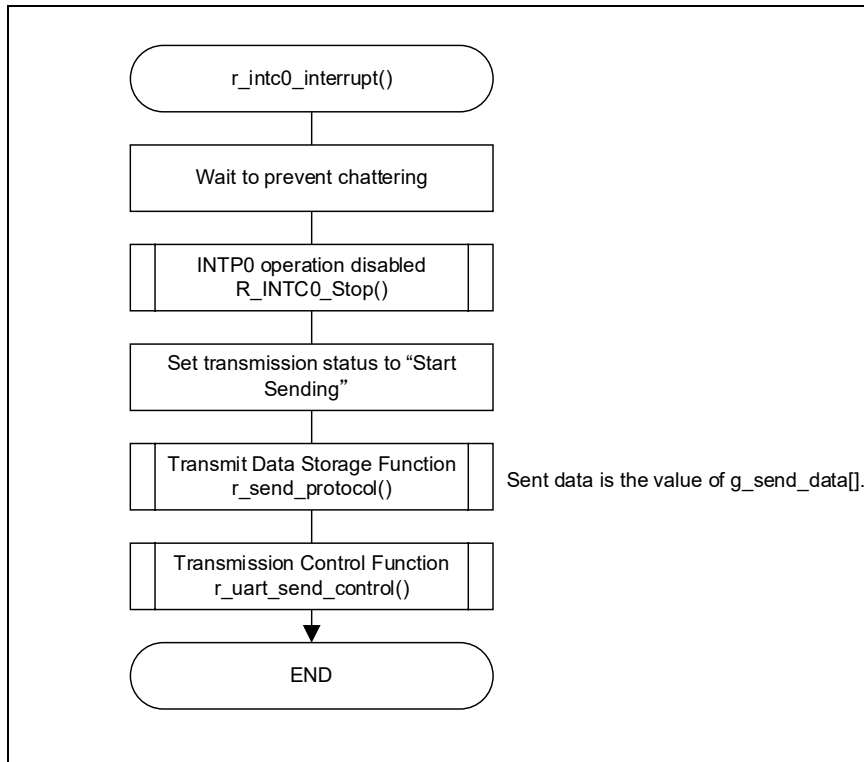 r_intc0_interrupt()
Wait to prevent chattering
INTP0 operation disabled
R_INTC0_Stop()
Set transmission status to “Start
Sending”
Transmit Data Storage Function
r_send_protocol()
Sent data is the value of g_send_data[].
Transmission Control Function
r_uart_send_control()
END